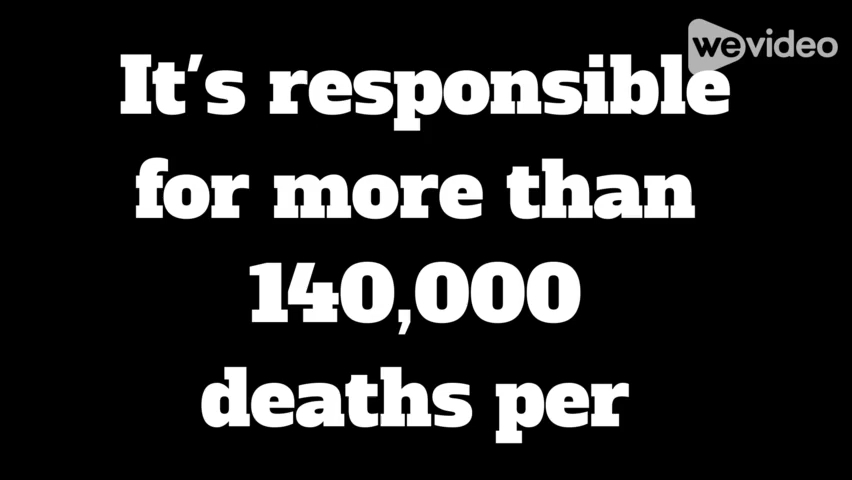 wevideo
It's responsible
for more than
140,000
deaths per